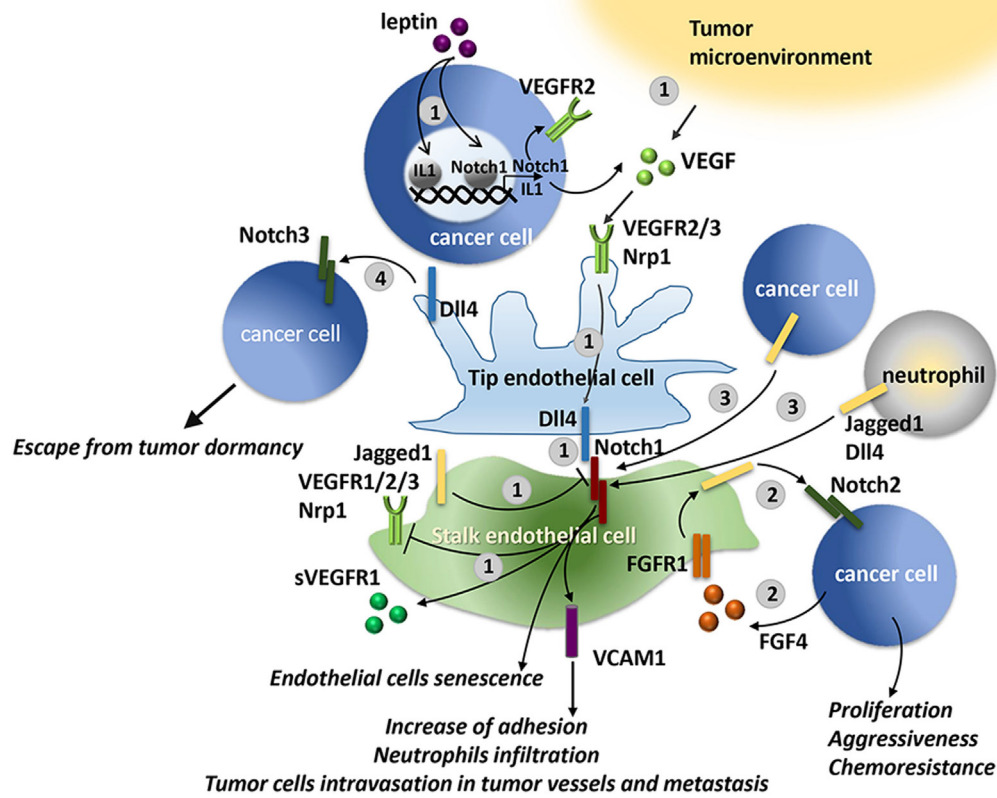 leptin
Tumor
microenvironment
VEGFR2
1
1
IL1
Notch1
Notch1
IL1
VEGF
cancer cell
Notch3
VEGFR2/3
Nrp1
4
Dll4
cancer cell
cancer cell
1
neutrophil
Tip endothelial cell
3
3
Jagged1
Dll4
Escape from tumor dormancy
Dll4
1
Notch1
Jagged1
VEGFR1/2/3
Nrp1
1
2
Notch2
Stalk endothelial cell
FGFR1
1
sVEGFR1
cancer cell
2
FGF4
VCAM1
Endothelial cells senescence
Increase of adhesion
Neutrophils infiltration
Tumor cells intravasation in tumor vessels and metastasis
Proliferation
Aggressiveness
Chemoresistance